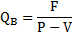 Q_B = F / (P − V)